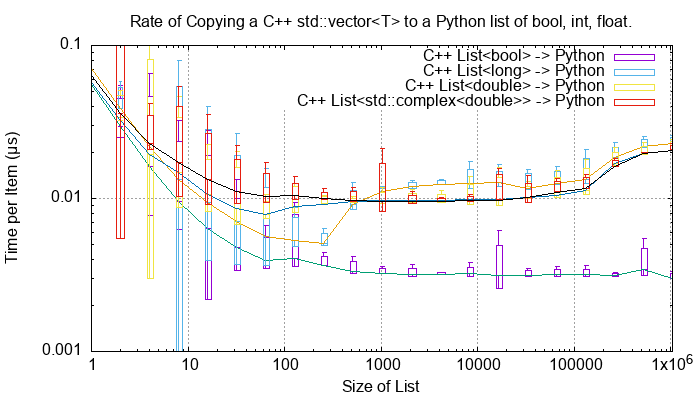 Rate of Copying a C++ std::vector<T> to a Python list of bool, int, float.
0.1
C++ List<bool> -> Python
C++ List<long> -> Python
C++ List<double> -> Python
C++ List<std::complex<double>> -> Python
Time per Item (µs)
0.01
0.001
1
10
100
1000
10000
100000
1x10⁶
Size of List